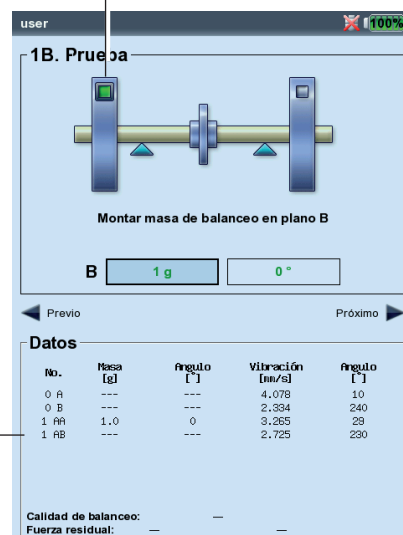 user 100%
1B. Prueba
Montar masa de balanceo en plano B
B 1 g 0 °
Previo Próximo
Datos
No. Masa [g] Angulo [°] Vibración [mm/s] Angulo [°]
0 A --- --- 4.078 10
0 B --- --- 2.334 240
1 AA 1.0 0 3.265 29
1 AB --- --- 2.725 230
Calidad de balanceo: —
Fuerza residual: — —